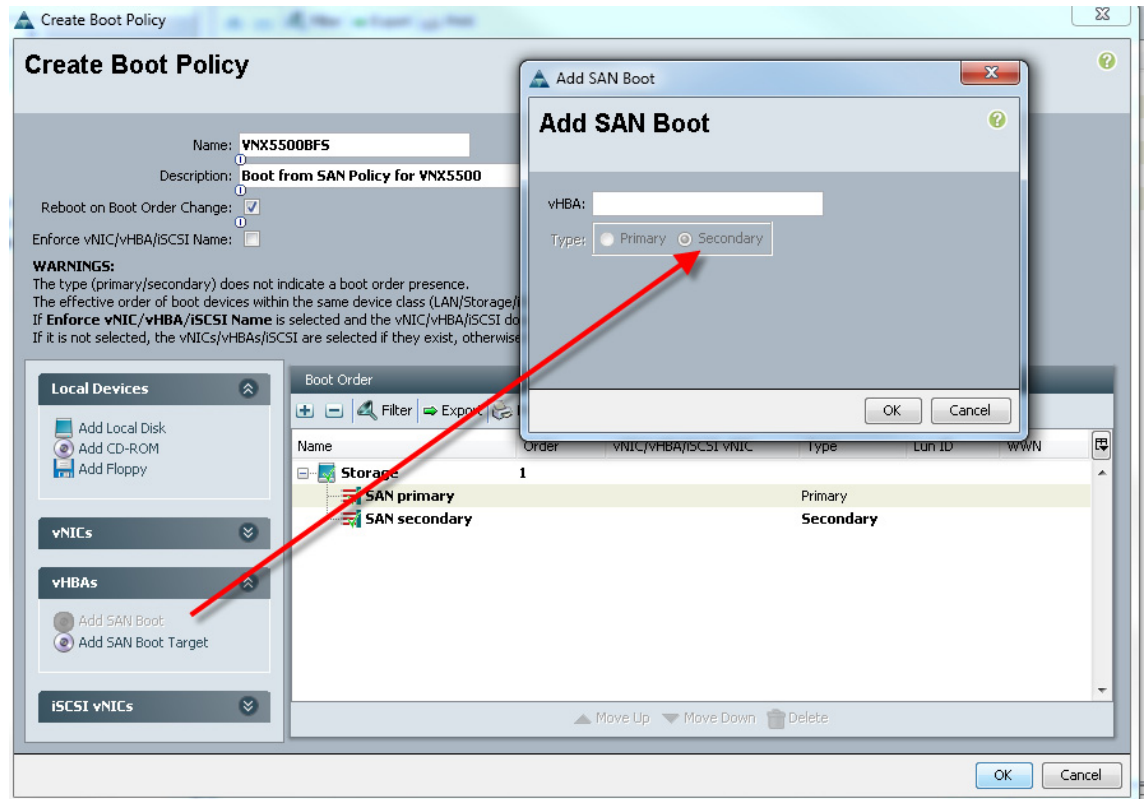 Create Boot Policy
Create Boot Policy
Name: VNX5500BFS
Description: Boot from SAN Policy for VNX5500
Reboot on Boot Order Change:
Enforce vNIC/vHBA/iSCSI Name:
WARNINGS:
The type (primary/secondary) does not indicate a boot order presence.
The effective order of boot devices within the same device class (LAN/Storage/
If Enforce vNIC/vHBA/iSCSI Name is selected and the vNIC/vHBA/iSCSI do
If it is not selected, the vNICs/vHBAs/iSCSI are selected if they exist, otherwise
Add SAN Boot
Add SAN Boot
vHBA:
Type: Primary Secondary
OK Cancel
Local Devices
Add Local Disk
Add CD-ROM
Add Floppy
vNICs
vHBAs
Add SAN Boot
Add SAN Boot Target
iSCSI vNICs
Boot Order
Filter Export
Name Order vNIC/vHBA/iSCSI vNIC Type Lun ID WWN
Storage 1
SAN primary Primary
SAN secondary Secondary
Move Up Move Down Delete
OK Cancel